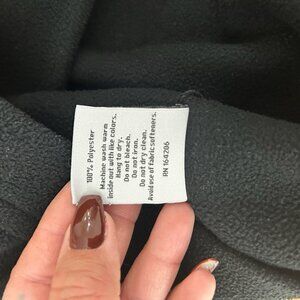 100% Polyester
Machine wash warm
inside out with like colors.
Hang to dry.
Do not bleach.
Do not iron.
Do not dry clean.
Avoid use of fabric softeners.
RN 164286